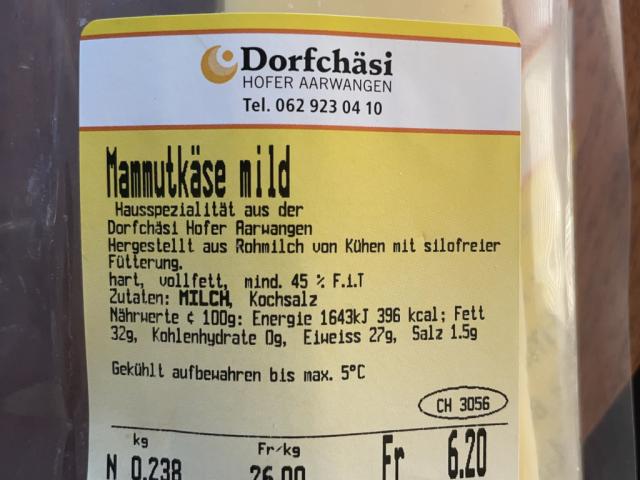 Dorfchäsi
HOFER AARWANGEN
Tel. 062 923 04 10
Mammutkäse mild
Hausspezialität aus der
Dorfchäsi Hofer Aarwangen
Hergestellt aus Rohmilch von Kühen mit silofreier
Fütterung.
hart, vollfett, mind. 45 % F.i.T
Zutaten: MILCH, Kochsalz
Nährwerte ¢ 100g: Energie 1643kJ 396 kcal; Fett
32g, Kohlenhydrate 0g, Eiweiss 27g, Salz 1.5g
Gekühlt aufbewahren bis max. 5°C
CH 3056
kg Fr/kg
N 0.238 26.00 Fr 6.20